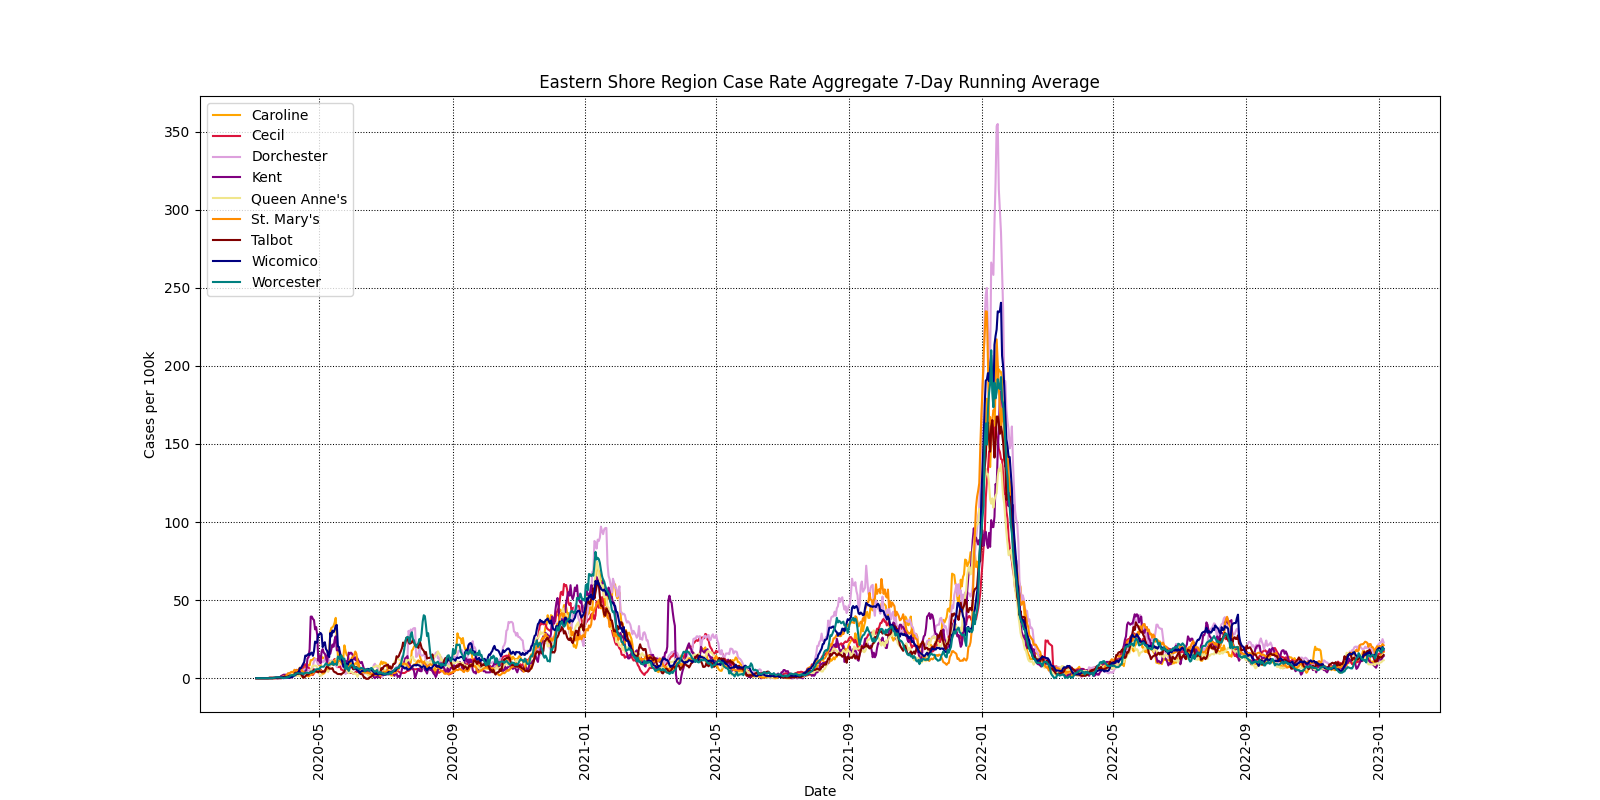 Eastern Shore Region Case Rate Aggregate 7-Day Running Average
Caroline
Cecil
Dorchester
Kent
Queen Anne's
St. Mary's
Talbot
Wicomico
Worcester
350
300
250
200
150
100
50
0
Cases per 100k
2020-05
2020-09
2021-01
2021-05
2021-09
2022-01
2022-05
2022-09
2023-01
Date